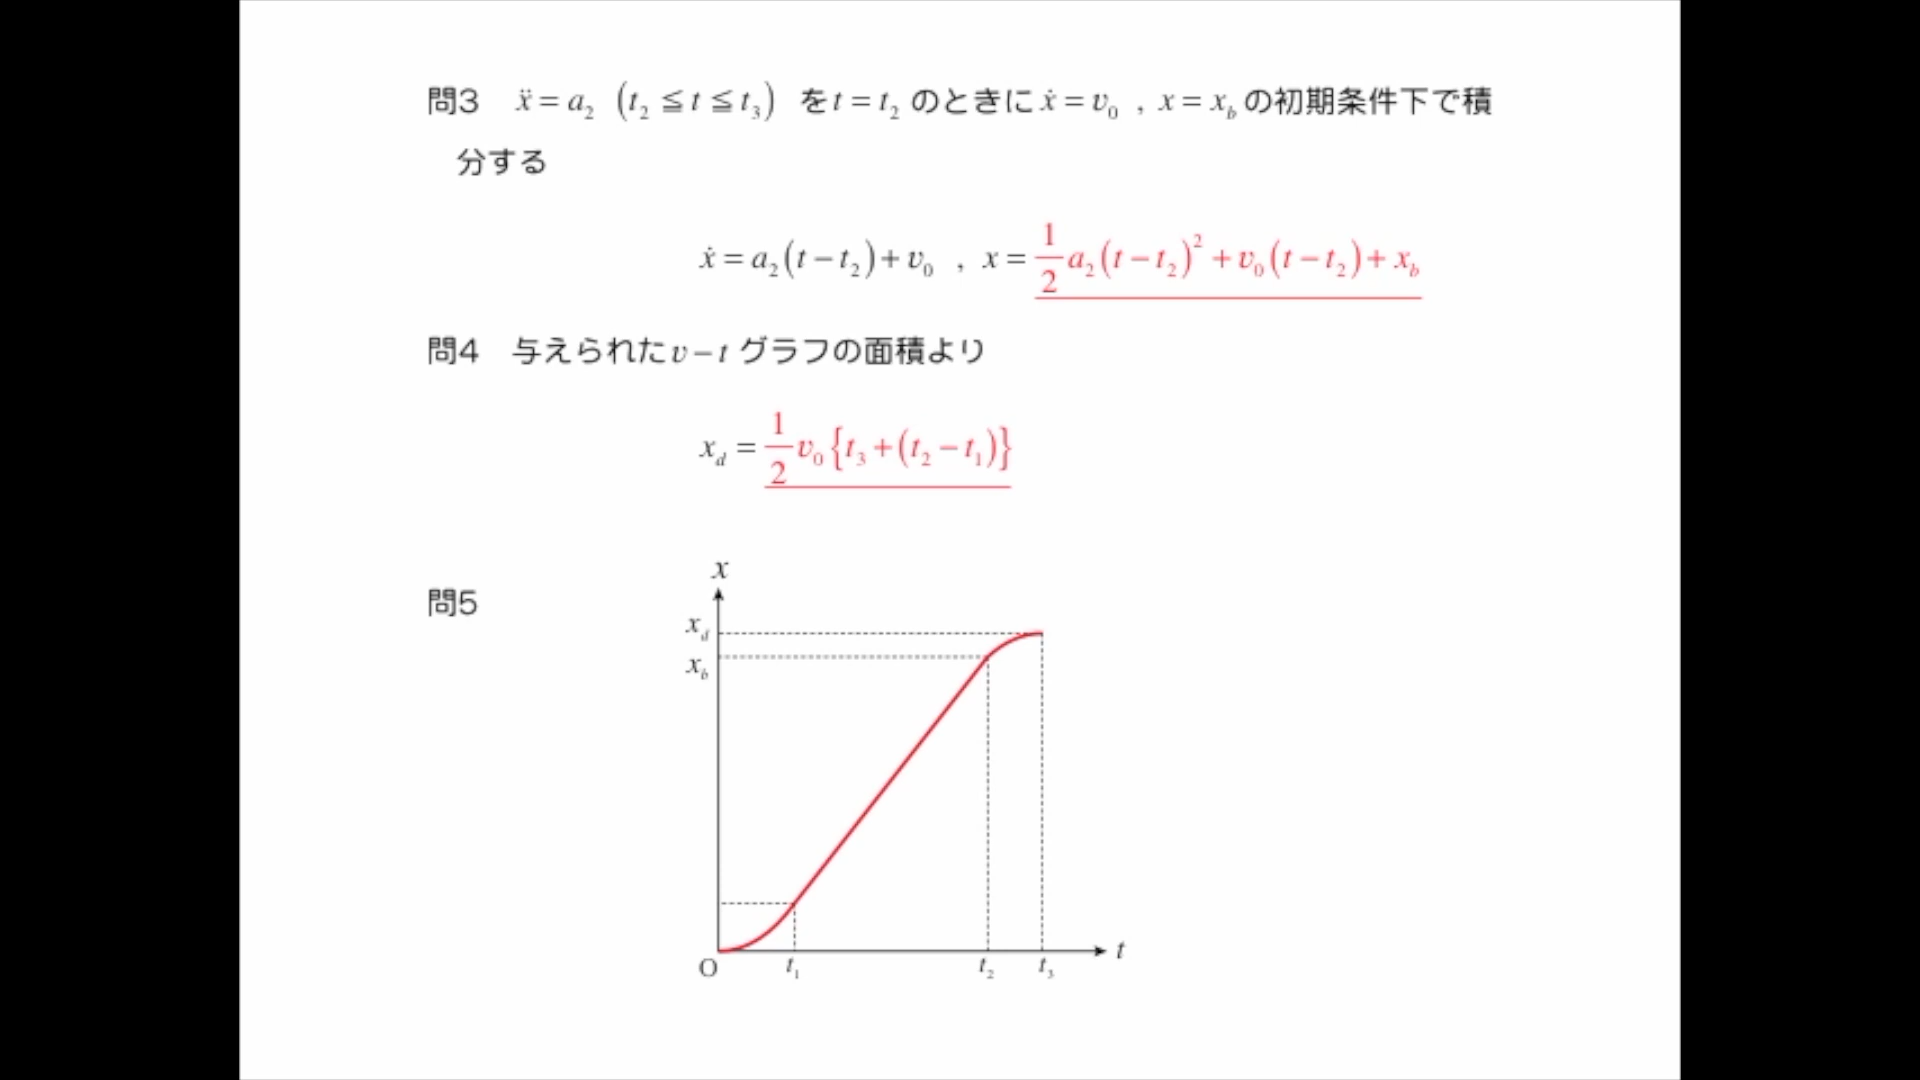 問3 ẍ = a₂ (t₂ ≦ t ≦ t₃) をt = t₂ のときに ẋ = v₀ , x = x_b の初期条件下で積
分する
ẋ = a₂(t − t₂) + v₀ , x = 1/2 a₂(t − t₂)² + v₀(t − t₂) + x_b
問4 与えられたv − t グラフの面積より
x_d = 1/2 v₀{t₃ + (t₂ − t₁)}
問5
x
x_d
x_b
O
t₁
t₂
t₃
t